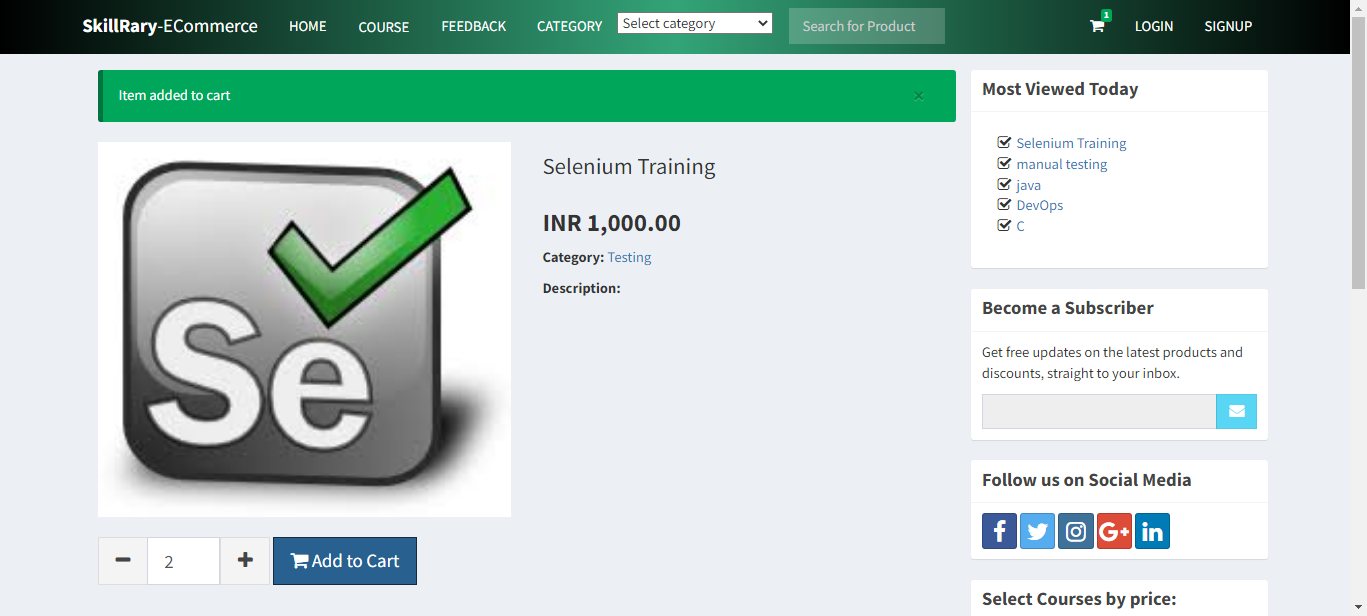 SkillRary-ECommerce HOME COURSE FEEDBACK CATEGORY Select category Search for Product 1 LOGIN SIGNUP
Item added to cart ×
Se
Selenium Training
INR 1,000.00
Category: Testing
Description:
2 Add to Cart
Most Viewed Today
Selenium Training
manual testing
java
DevOps
C
Become a Subscriber
Get free updates on the latest products and
discounts, straight to your inbox.
Follow us on Social Media
f G+ in
Select Courses by price: